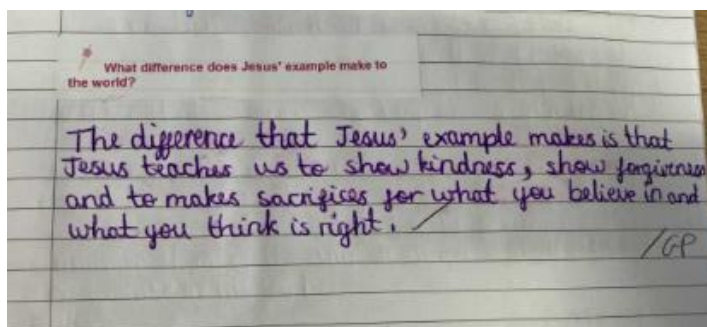 What difference does Jesus' example make to
the world?
The difference that Jesus' example makes is that
Jesus teaches us to show kindness, show forgiveness
and to makes sacrifices for what you believe in and
what you think is right.
/GP